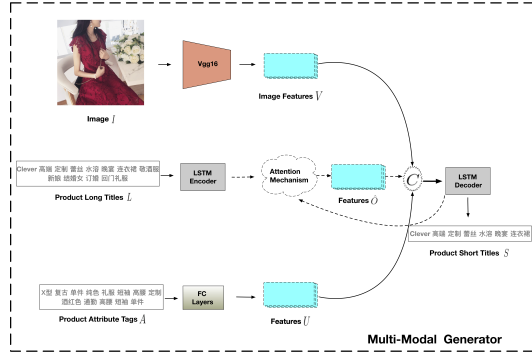 Vgg16
Image Features V
Image I
Clever 高端 定制 蕾丝 水溶 晚宴 连衣裙 敬酒服
新娘 结婚女 订婚 回门礼服
Product Long Titles L
LSTM
Encoder
Attention
Mechanism
Features O
C
LSTM
Decoder
Clever 高端 定制 蕾丝 水溶 晚宴 连衣裙
Product Short Titles S
X型 复古 单件 纯色 礼服 短袖 高腰 定制
酒红色 通勤 高腰 短袖 单件
Product Attribute Tags A
FC
Layers
Features U
Multi-Modal Generator